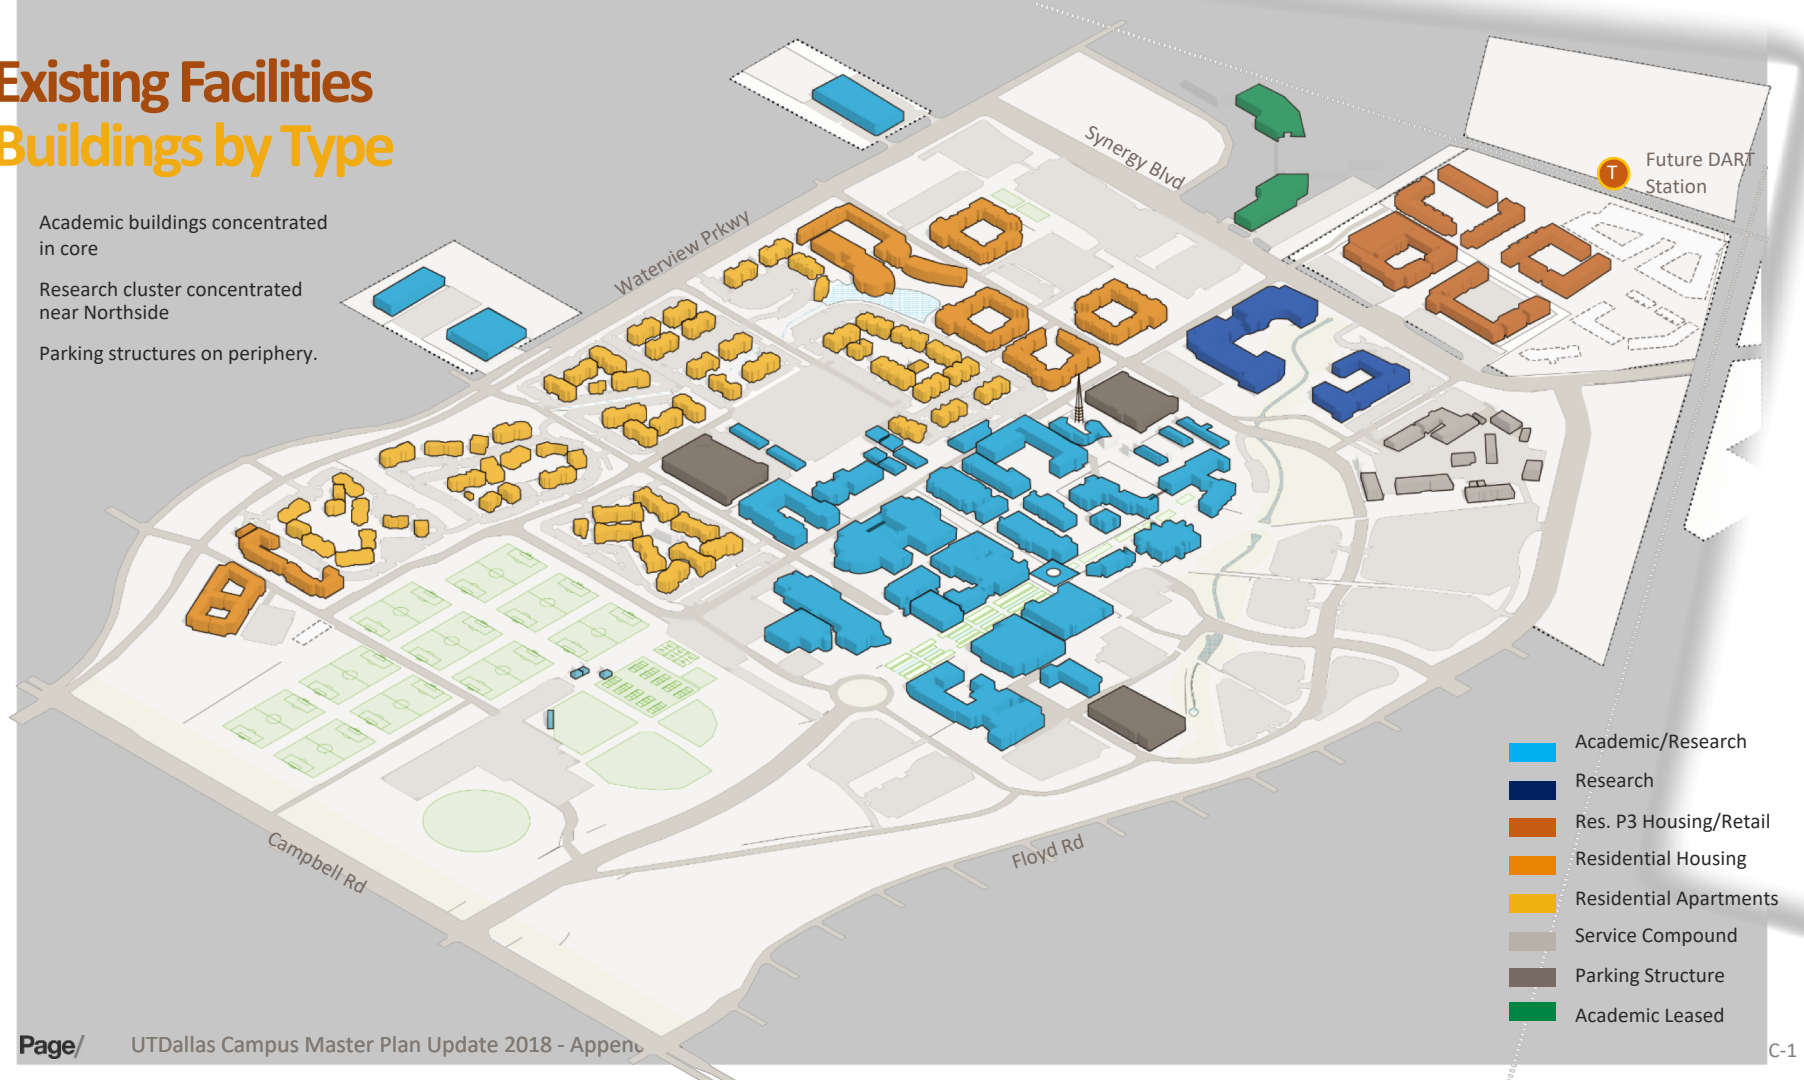 Existing Facilities
Buildings by Type
Academic buildings concentrated
in core
Research cluster concentrated
near Northside
Parking structures on periphery.
Waterview Prkwy
Synergy Blvd
T
Future DART
Station
Campbell Rd
Floyd Rd
Academic/Research
Research
Res. P3 Housing/Retail
Residential Housing
Residential Apartments
Service Compound
Parking Structure
Academic Leased
Page/
UTDallas Campus Master Plan Update 2018 - Appen
C-1